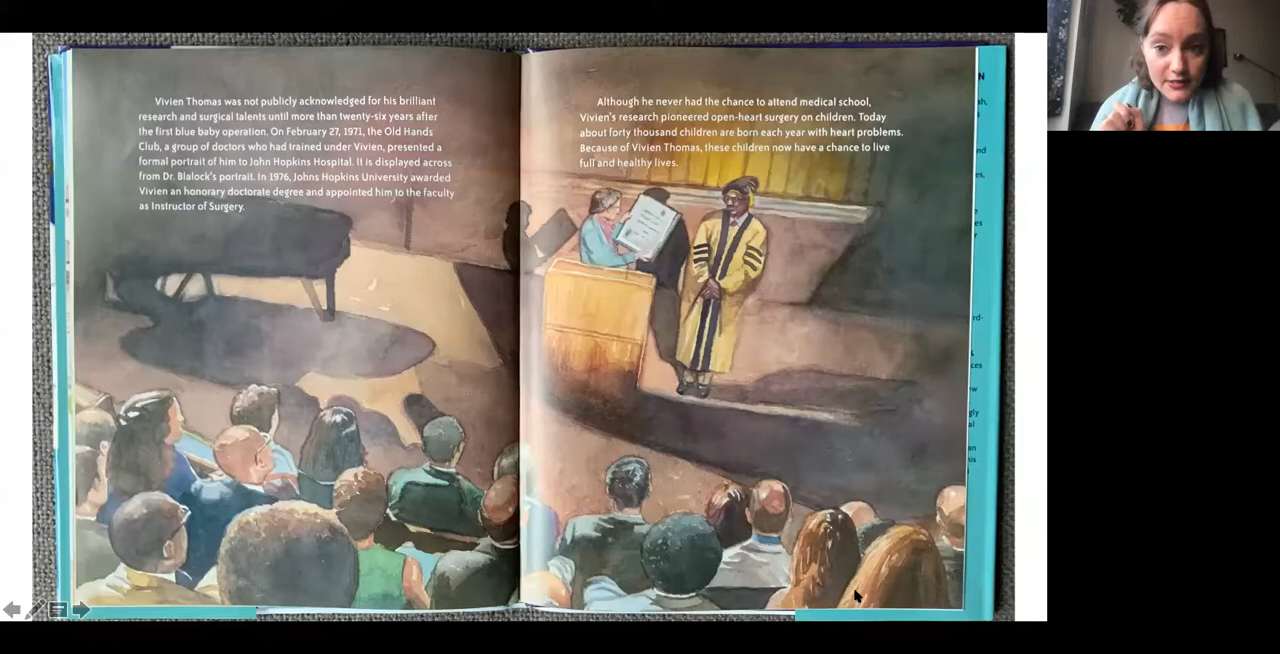 Vivien Thomas was not publicly acknowledged for his brilliant
research and surgical talents until more than twenty-six years after
the first blue baby operation. On February 27, 1971, the Old Hands
Club, a group of doctors who had trained under Vivien, presented a
formal portrait of him to John Hopkins Hospital. It is displayed across
from Dr. Blalock's portrait. In 1976, Johns Hopkins University awarded
Vivien an honorary doctorate degree and appointed him to the faculty
as Instructor of Surgery.
Although he never had the chance to attend medical school,
Vivien's research pioneered open-heart surgery on children. Today
about forty thousand children are born each year with heart problems.
Because of Vivien Thomas, these children now have a chance to live
full and healthy lives.